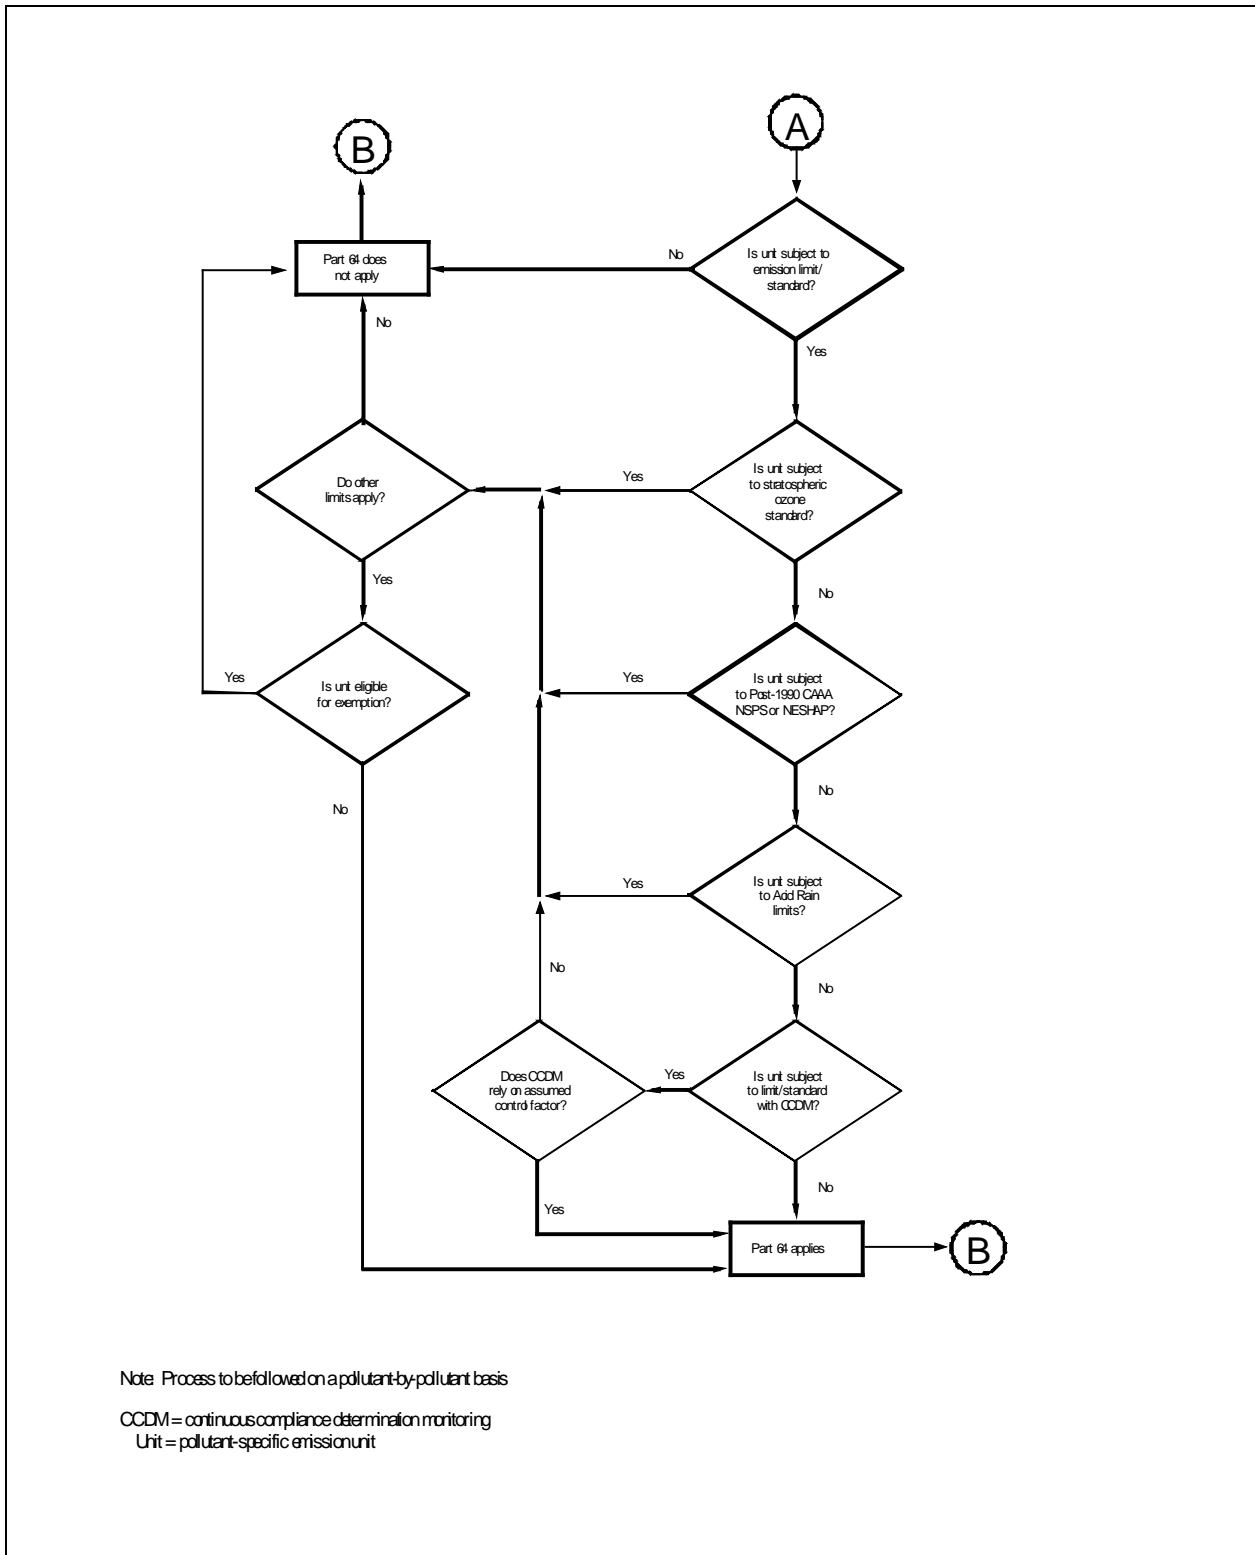 A
B
Part 64 does
not apply
No
Is unit subject to
emission limit/
standard?
No
Yes
Do other
limits apply?
Yes
Is unit subject
to stratospheric
ozone
standard?
Yes
No
Yes
Is unit eligible
for exemption?
Yes
Is unit subject
to Post-1990 CAAA
NSPS or NESHAP?
No
No
Yes
Is unit subject
to Acid Rain
limits?
No
No
Does CCDM
rely on assumed
control factor?
Yes
Is unit subject
to limit/standard
with CCDM?
Yes
No
Part 64 applies
B
Note: Process to be followed on a pollutant-by-pollutant basis
CCDM = continuous compliance determination monitoring
Unit = pollutant-specific emission unit